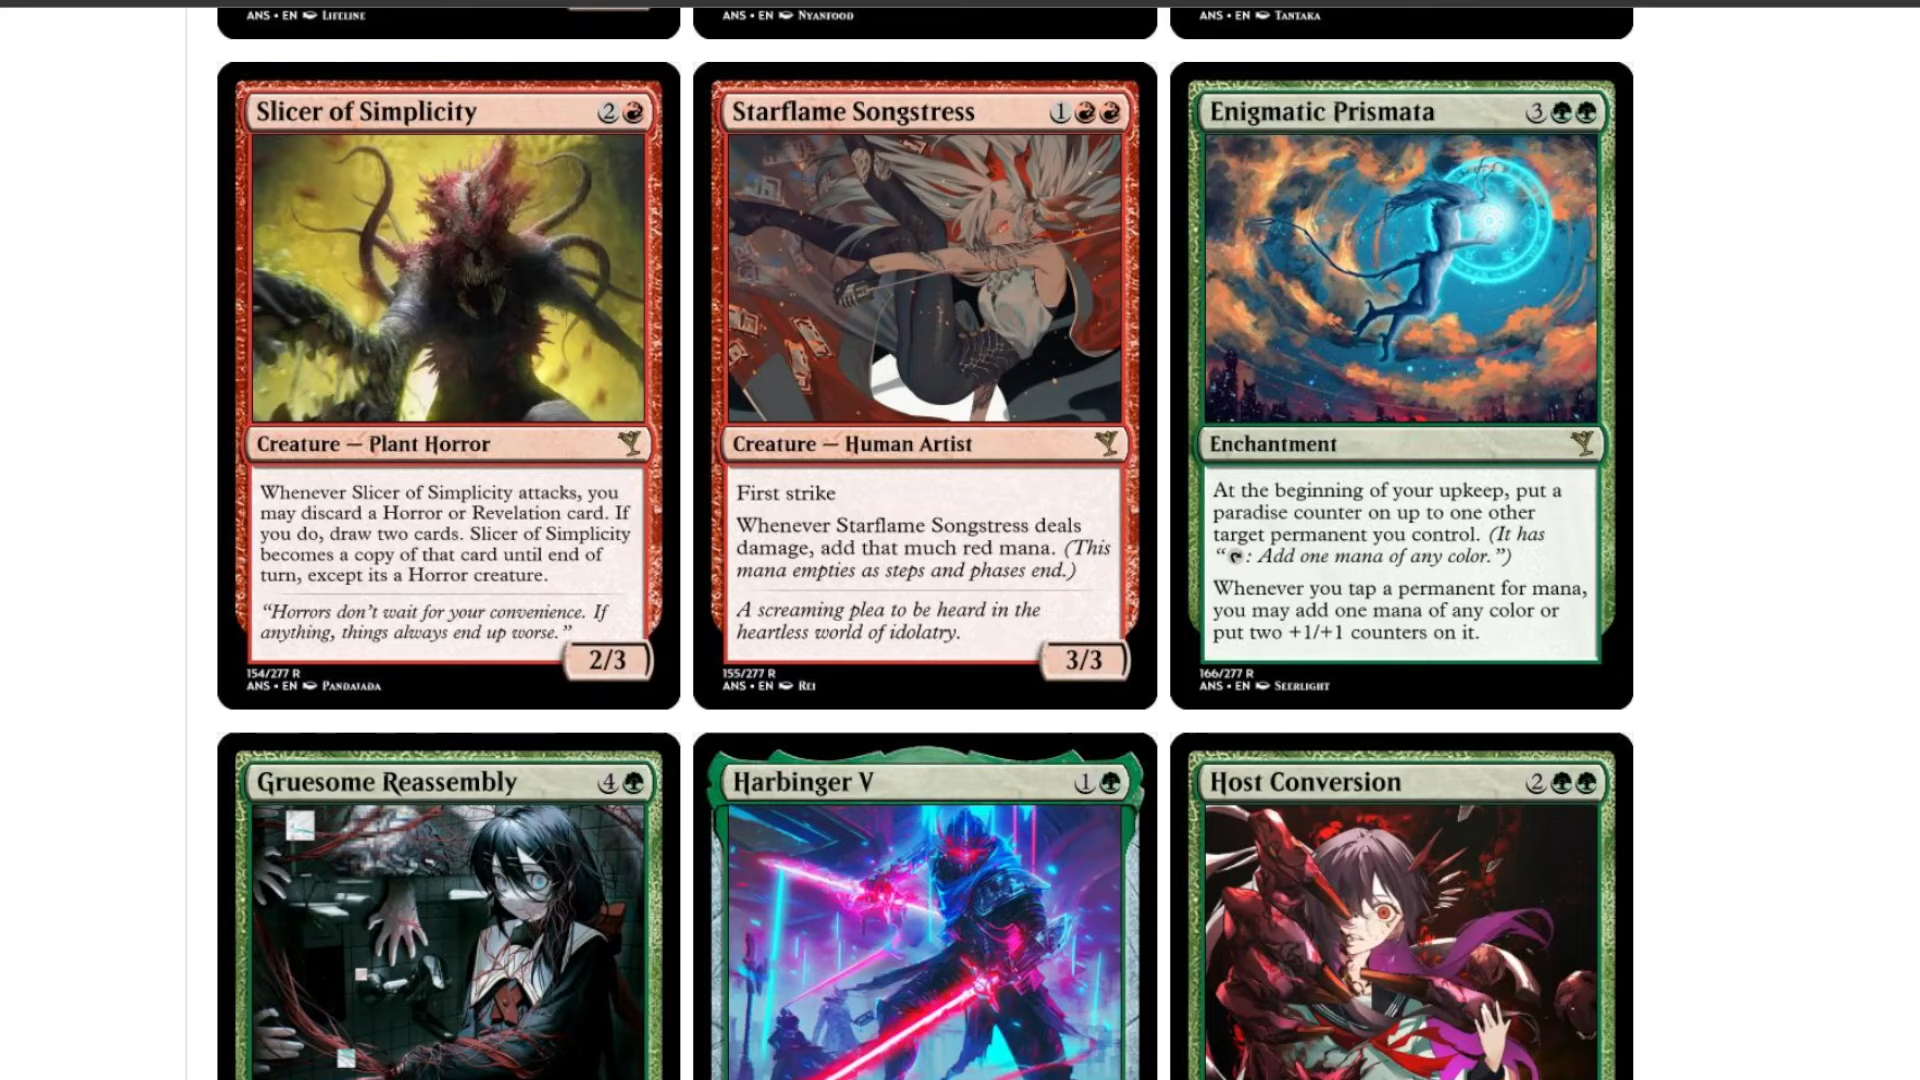 ANS • EN LIFELINE
ANS • EN NYANFOOD
ANS • EN TANTAKA
Slicer of Simplicity 2
Creature — Plant Horror
Whenever Slicer of Simplicity attacks, you
may discard a Horror or Revelation card. If
you do, draw two cards. Slicer of Simplicity
becomes a copy of that card until end of
turn, except its a Horror creature.
“Horrors don’t wait for your convenience. If
anything, things always end up worse.”
2/3
154/277 R
ANS • EN PANDAJADA
Starflame Songstress 1
Creature — Human Artist
First strike
Whenever Starflame Songstress deals
damage, add that much red mana. (This
mana empties as steps and phases end.)
A screaming plea to be heard in the
heartless world of idolatry.
3/3
155/277 R
ANS • EN REI
Enigmatic Prismata 3
Enchantment
At the beginning of your upkeep, put a
paradise counter on up to one other
target permanent you control. (It has
“: Add one mana of any color.”)
Whenever you tap a permanent for mana,
you may add one mana of any color or
put two +1/+1 counters on it.
166/277 R
ANS • EN SEERLIGHT
Gruesome Reassembly 4
Harbinger V 1
Host Conversion 2